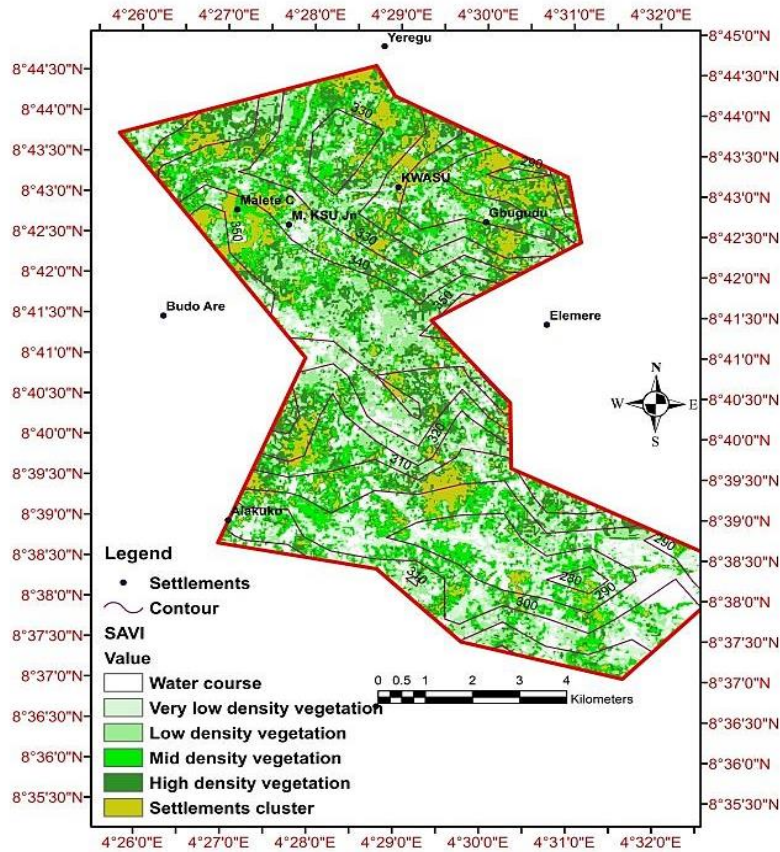 4°26'0"E 4°27'0"E 4°28'0"E 4°29'0"E 4°30'0"E 4°31'0"E 4°32'0"E
Yeregu
8°45'0"N
8°44'30"N
8°44'30"N
8°44'0"N
8°44'0"N
330
8°43'30"N
8°43'30"N
290
8°43'0"N
8°43'0"N
KWASU
Malete C
Gbugudu
M. KSU Jn
8°42'30"N
8°42'30"N
350
330
8°42'0"N
8°42'0"N
340
350
8°41'30"N
8°41'30"N
Budo Are
Elemere
8°41'0"N
8°41'0"N
8°40'30"N
8°40'30"N
N
W E
S
8°40'0"N
8°40'0"N
320
310
8°39'30"N
8°39'30"N
8°39'0"N
8°39'0"N
Alakuko
290
8°38'30"N
8°38'30"N
280
290
8°38'0"N
8°38'0"N
300
8°37'30"N
8°37'30"N
8°37'0"N
8°37'0"N
8°36'30"N
8°36'30"N
8°36'0"N
8°36'0"N
8°35'30"N
8°35'30"N
Legend
Settlements
Contour
SAVI
Value
Water course
Very low density vegetation
Low density vegetation
Mid density vegetation
High density vegetation
Settlements cluster
0 0.5 1 2 3 4
Kilometers
4°26'0"E 4°27'0"E 4°28'0"E 4°29'0"E 4°30'0"E 4°31'0"E 4°32'0"E